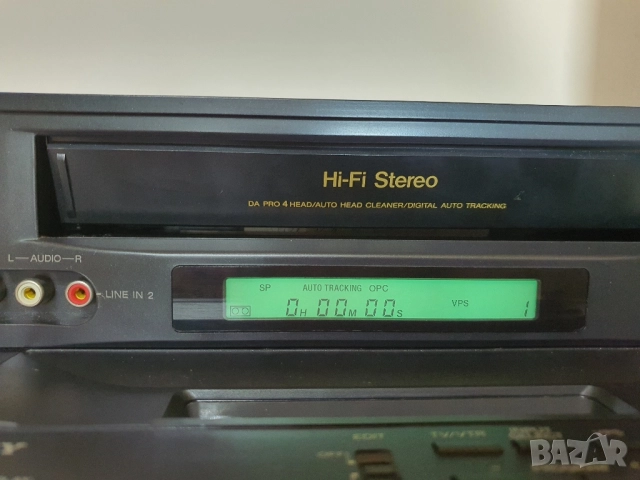 Hi-Fi Stereo
DA PRO 4 HEAD/AUTO HEAD CLEANER/DIGITAL AUTO TRACKING
L—AUDIO—R
LINE IN 2
SP AUTO TRACKING OPC
0H 00M 00S VPS 1
EDIT TV/VTR
BAZAR